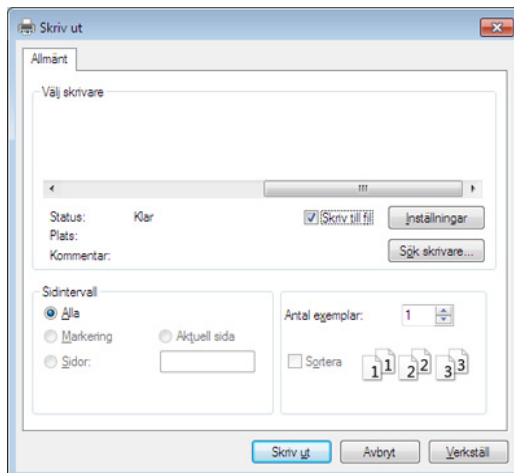 Skriv ut
Allmänt
Välj skrivare
Status: Klar
Skriv till fil
Inställningar
Plats:
Kommentar:
Sök skrivare...
Sidintervall
Alla
Markering
Aktuell sida
Sidor:
Antal exemplar: 1
Sortera
1 1 2 2 3 3
Skriv ut
Avbryt
Verkställ